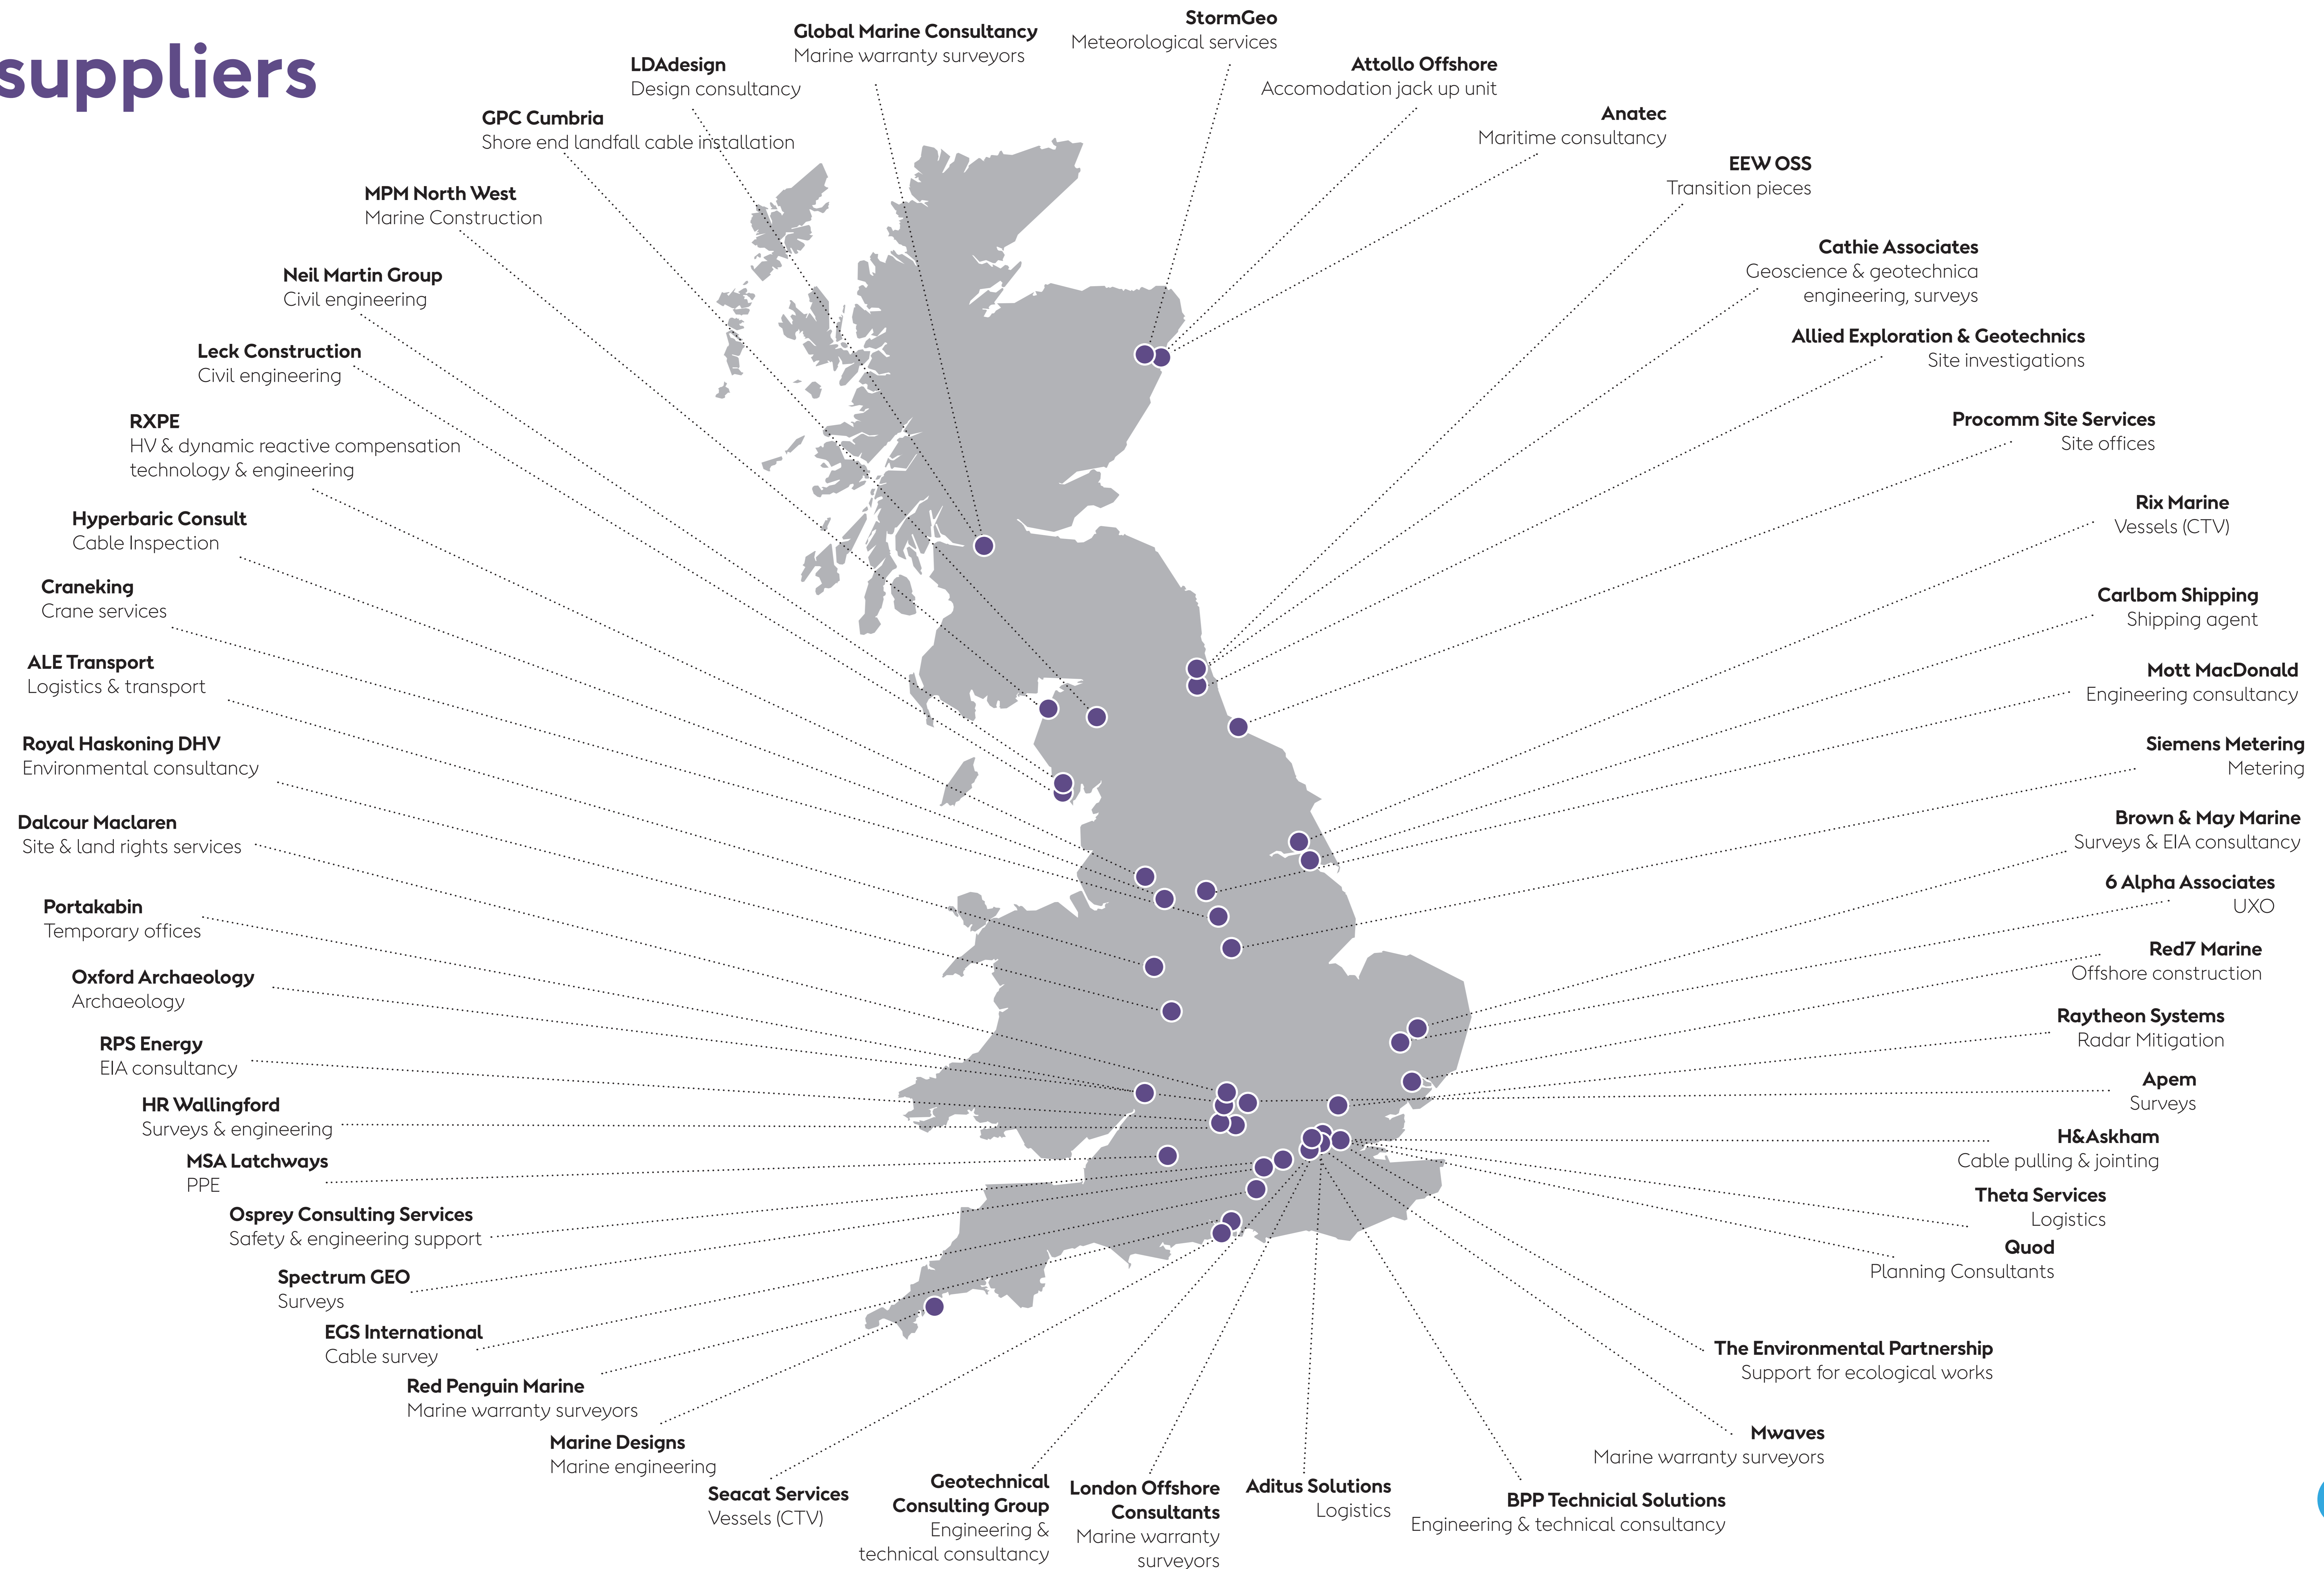 suppliers
StormGeo
Meteorological services
Global Marine Consultancy
Marine warranty surveyors
LDAdesign
Design consultancy
Attollo Offshore
Accomodation jack up unit
GPC Cumbria
Shore end landfall cable installation
Anatec
Maritime consultancy
EEW OSS
Transition pieces
MPM North West
Marine Construction
Cathie Associates
Geoscience & geotechnica
engineering, surveys
Neil Martin Group
Civil engineering
Allied Exploration & Geotechnics
Site investigations
Leck Construction
Civil engineering
Procomm Site Services
Site offices
RXPE
HV & dynamic reactive compensation
technology & engineering
Rix Marine
Vessels (CTV)
Hyperbaric Consult
Cable Inspection
Craneking
Crane services
Carlbom Shipping
Shipping agent
ALE Transport
Logistics & transport
Mott MacDonald
Engineering consultancy
Royal Haskoning DHV
Environmental consultancy
Siemens Metering
Metering
Dalcour Maclaren
Site & land rights services
Brown & May Marine
Surveys & EIA consultancy
Portakabin
Temporary offices
6 Alpha Associates
UXO
Oxford Archaeology
Archaeology
Red7 Marine
Offshore construction
RPS Energy
EIA consultancy
Raytheon Systems
Radar Mitigation
HR Wallingford
Surveys & engineering
Apem
Surveys
MSA Latchways
PPE
H&Askham
Cable pulling & jointing
Osprey Consulting Services
Safety & engineering support
Theta Services
Logistics
Quod
Planning Consultants
Spectrum GEO
Surveys
EGS International
Cable survey
The Environmental Partnership
Support for ecological works
Red Penguin Marine
Marine warranty surveyors
Mwaves
Marine warranty surveyors
Marine Designs
Marine engineering
Seacat Services
Vessels (CTV)
Geotechnical
Consulting Group
Engineering &
technical consultancy
London Offshore
Consultants
Marine warranty
surveyors
Aditus Solutions
Logistics
BPP Technicial Solutions
Engineering & technical consultancy